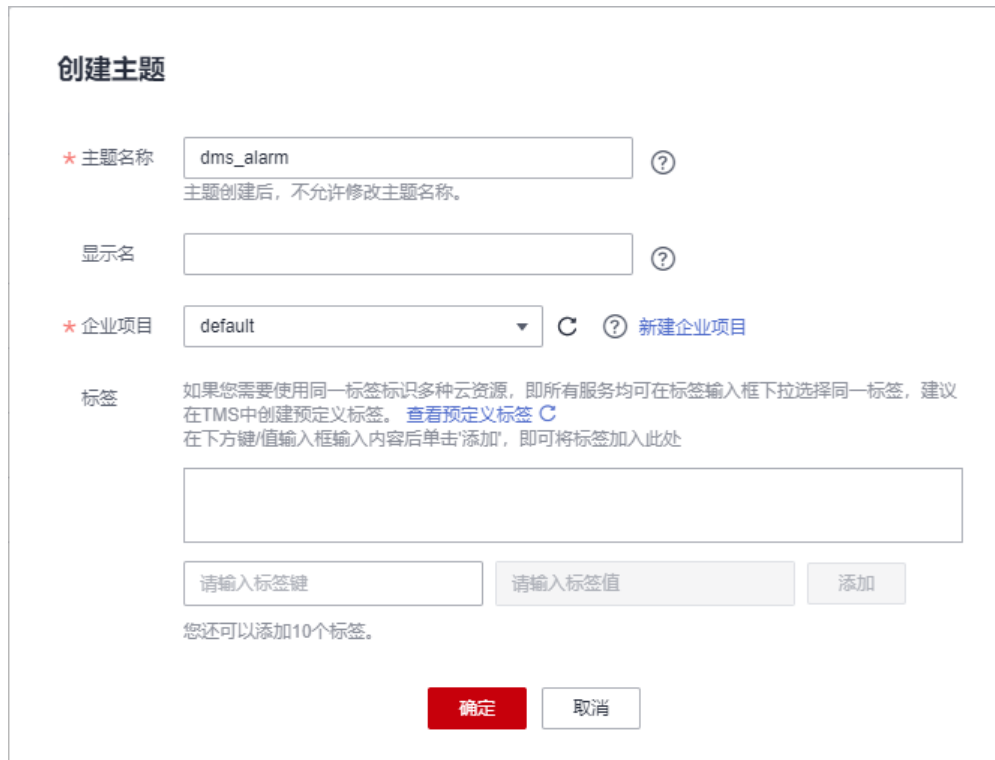 创建主题
* 主题名称 dms_alarm ?
主题创建后，不允许修改主题名称。
显示名 ?
* 企业项目 default ? 新建企业项目
标签 如果您需要使用同一标签标识多种云资源，即所有服务均可在标签输入框下拉选择同一标签，建议
在TMS中创建预定义标签。 查看预定义标签
在下方键/值输入框输入内容后单击'添加'，即可将标签加入此处
请输入标签键 请输入标签值 添加
您还可以添加10个标签。
确定 取消